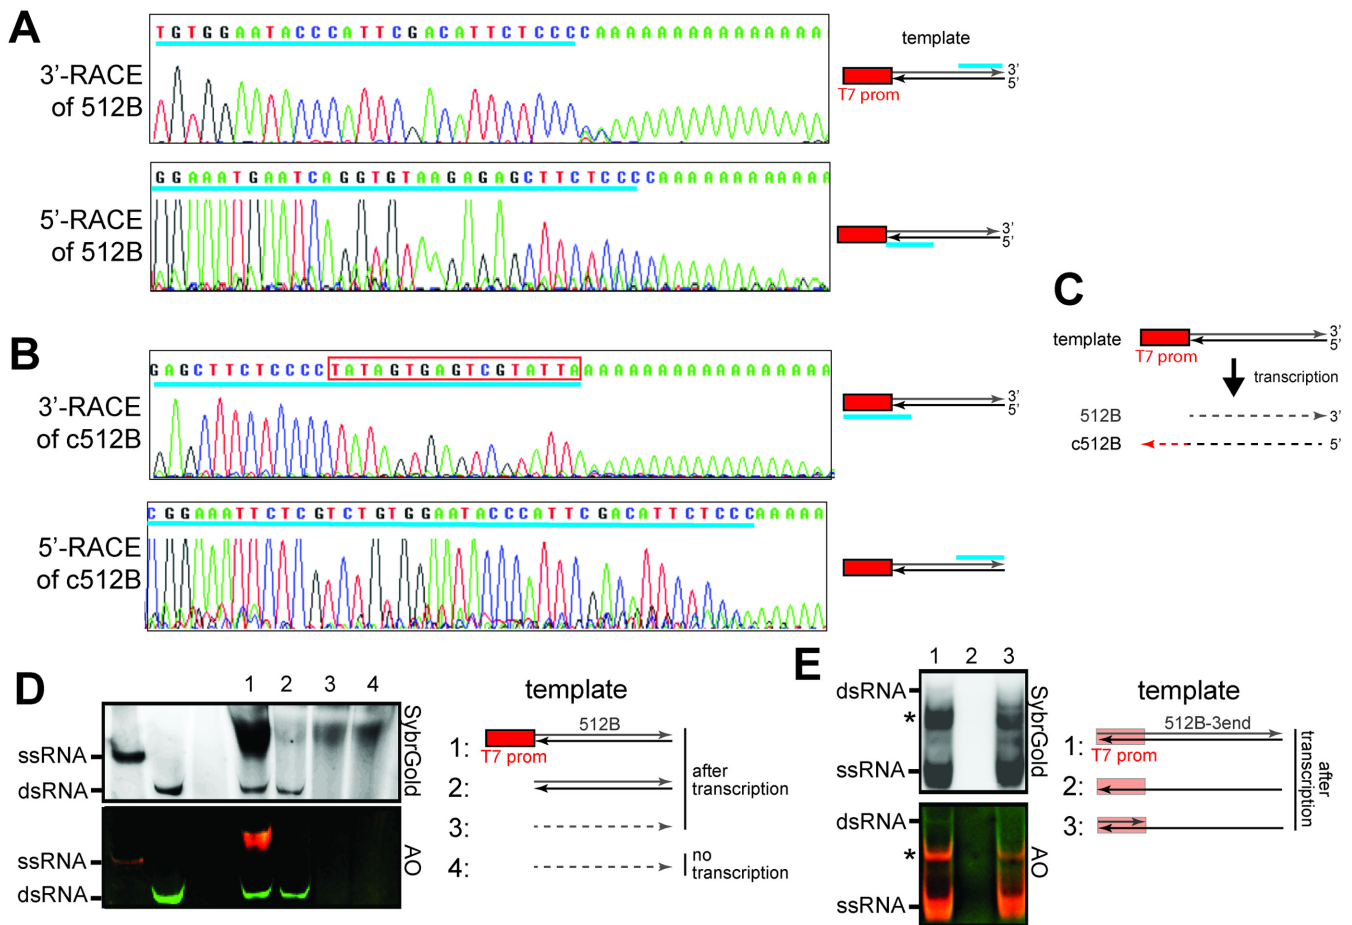 A
3'-RACE
of 512B
TGTGGAATACCCATTCGACATTCTCCCCAAAAAAAAAAAAA
template
T7 prom
3'
5'
5'-RACE
of 512B
GGAAATGAATCAGGTGTAAGAGAGCTTCTCCCCAAAAAAAAAAA
3'
5'
B
3'-RACE
of c512B
GAGCTTCTCCCCTATAGTGAGTCGTATTAAAAAAAAAAAAAAAAA
3'
5'
5'-RACE
of c512B
CGGAAATTCTCGTCTGTGGAATACCCATTCGACATTCTCCCAAAAA
3'
5'
C
template
T7 prom
3'
5'
transcription
512B
3'
c512B
5'
D
1 2 3 4
ssRNA
dsRNA
SybrGold
ssRNA
dsRNA
AO
template
512B
1:
T7 prom
2:
3:
4:
after
transcription
no
transcription
E
1 2 3
dsRNA
*
ssRNA
SybrGold
dsRNA
*
ssRNA
AO
template
512B-3end
1:
T7 prom
2:
3:
after
transcription